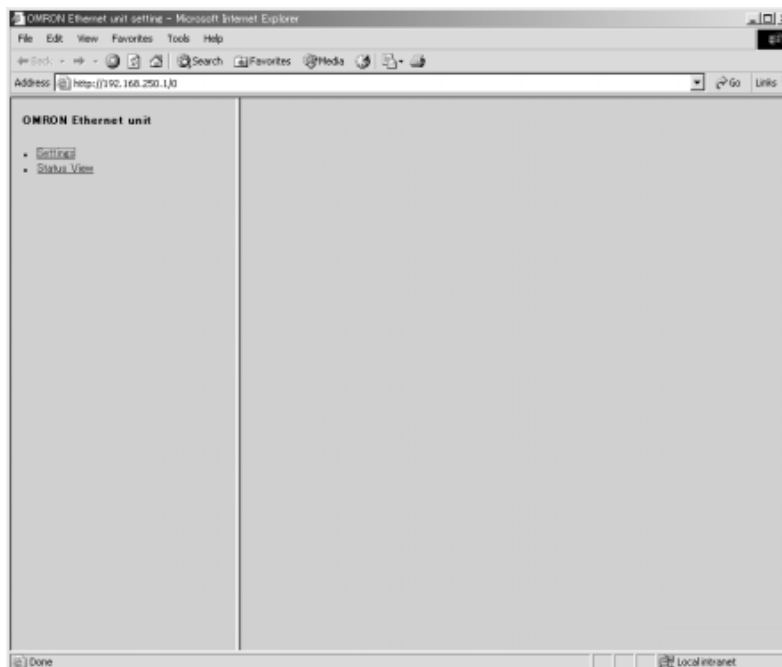 OMRON Ethernet unit setting - Microsoft Internet Explorer
File Edit View Favorites Tools Help
Back Search Favorites Media
Address http://192.168.250.1/0 Go Links
OMRON Ethernet unit
Settings
Status View
Done Local intranet